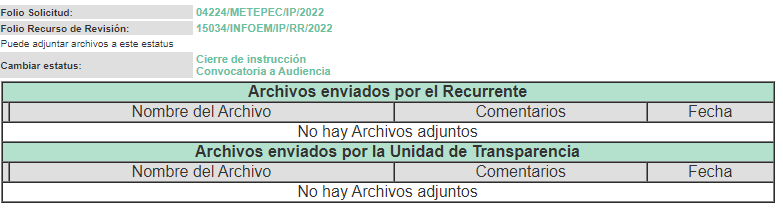 Folio Solicitud: 04224/METEPEC/IP/2022
Folio Recurso de Revisión: 15034/INFOEM/IP/RR/2022
Puede adjuntar archivos a este estatus
Cambiar estatus: Cierre de instrucción
Convocatoria a Audiencia
Archivos enviados por el Recurrente
Nombre del Archivo Comentarios Fecha
No hay Archivos adjuntos
Archivos enviados por la Unidad de Transparencia
Nombre del Archivo Comentarios Fecha
No hay Archivos adjuntos